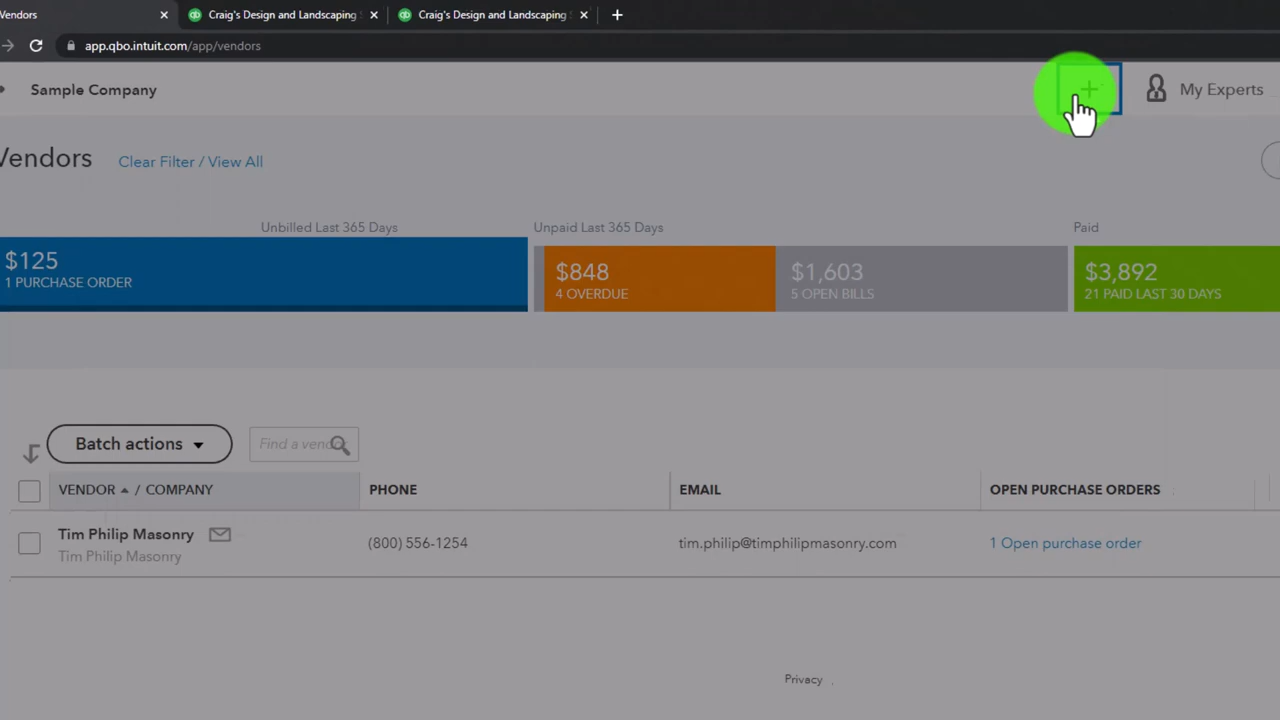 Vendors
Craig's Design and Landscaping
Craig's Design and Landscaping
app.qbo.intuit.com/app/vendors
Sample Company
My Experts
Vendors Clear Filter / View All
Unbilled Last 365 Days
Unpaid Last 365 Days
Paid
$125
1 PURCHASE ORDER
$848
4 OVERDUE
$1,603
5 OPEN BILLS
$3,892
21 PAID LAST 30 DAYS
Batch actions
Find a vendo
VENDOR / COMPANY PHONE EMAIL OPEN PURCHASE ORDERS
Tim Philip Masonry
Tim Philip Masonry
(800) 556-1254
tim.philip@timphilipmasonry.com
1 Open purchase order
Privacy